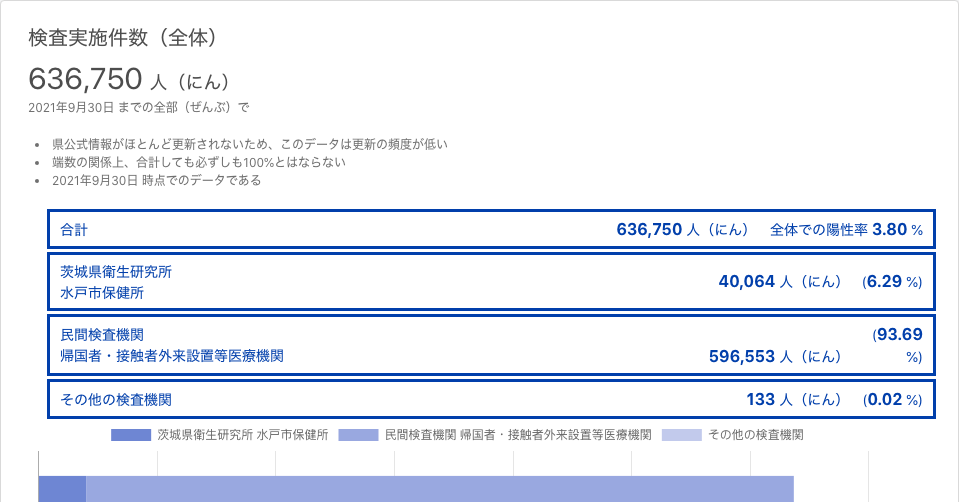 検査実施件数（全体）
636,750 人（にん）
2021年9月30日 までの全部（ぜんぶ）で
• 県公式情報がほとんど更新されないため、このデータは更新の頻度が低い
• 端数の関係上、合計しても必ずしも100%とはならない
• 2021年9月30日 時点でのデータである
合計 636,750 人（にん） 全体での陽性率 3.80 %
茨城県衛生研究所
水戸市保健所 40,064 人（にん） (6.29 %)
民間検査機関 (93.69
帰国者・接触者外来設置等医療機関 596,553 人（にん） %)
その他の検査機関 133 人（にん） (0.02 %)
茨城県衛生研究所 水戸市保健所 民間検査機関 帰国者・接触者外来設置等医療機関 その他の検査機関